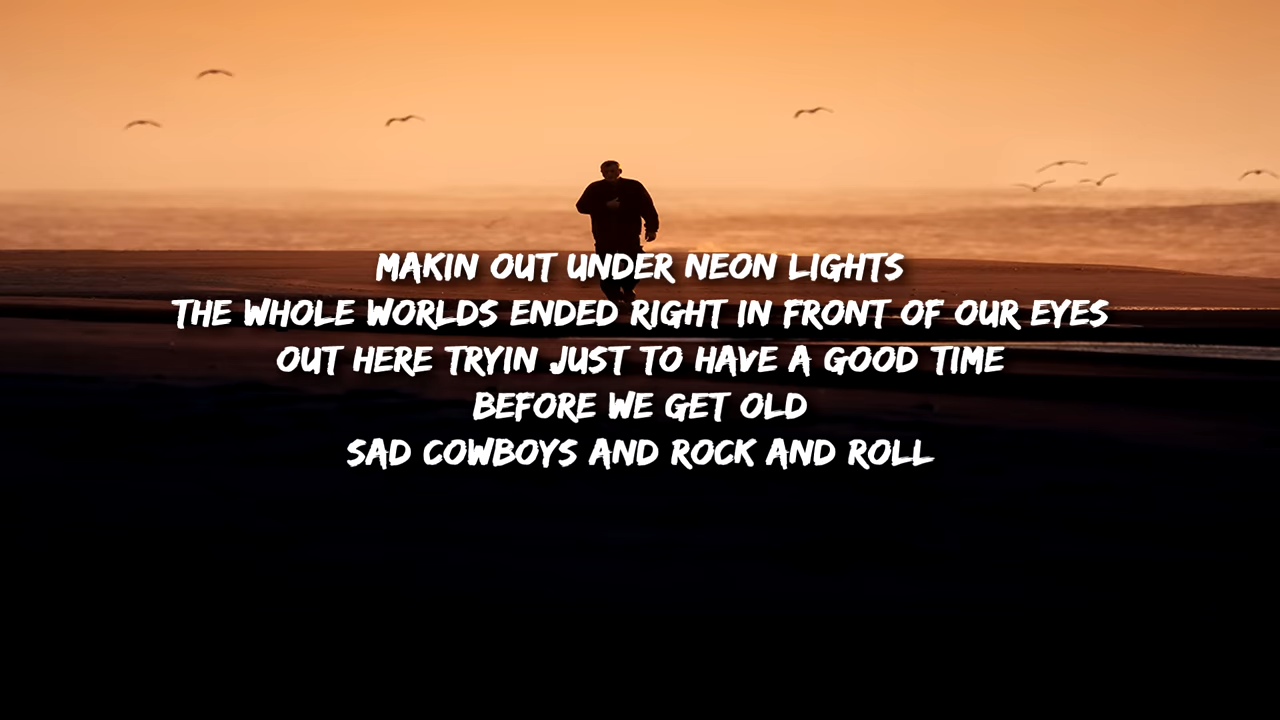 MAKIN OUT UNDER NEON LIGHTS
THE WHOLE WORLDS ENDED RIGHT IN FRONT OF OUR EYES
OUT HERE TRYIN JUST TO HAVE A GOOD TIME
BEFORE WE GET OLD
SAD COWBOYS AND ROCK AND ROLL